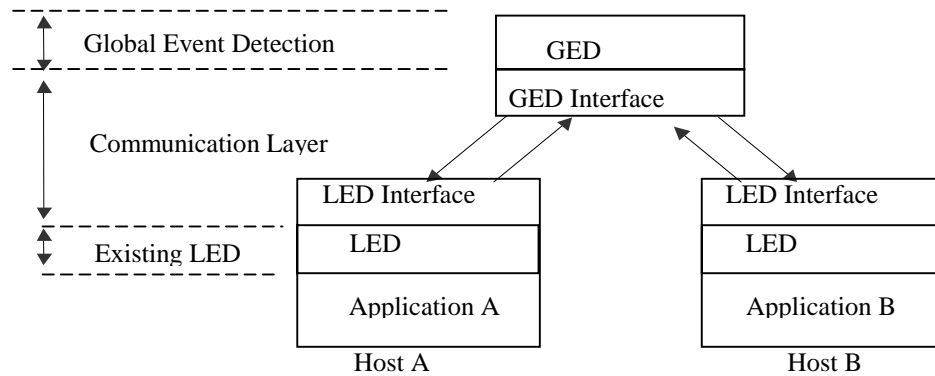 Global Event Detection
GED
GED Interface
Communication Layer
LED Interface
LED Interface
Existing LED
LED
LED
Application A
Application B
Host A
Host B